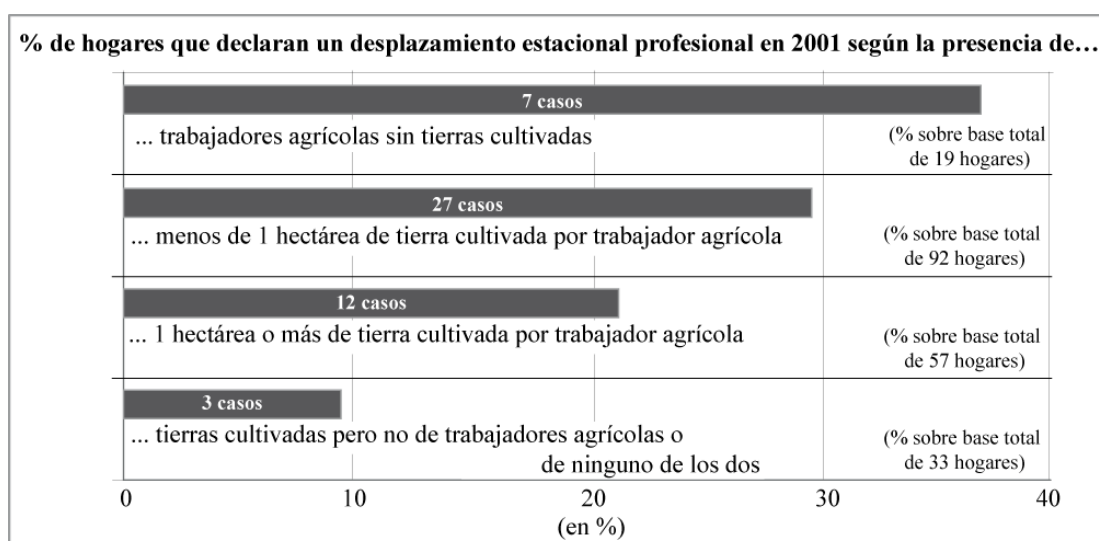 % de hogares que declaran un desplazamiento estacional profesional en 2001 según la presencia de…
7 casos
... trabajadores agrícolas sin tierras cultivadas
(% sobre base total
de 19 hogares)
27 casos
... menos de 1 hectárea de tierra cultivada por trabajador agrícola
(% sobre base total
de 92 hogares)
12 casos
... 1 hectárea o más de tierra cultivada por trabajador agrícola
(% sobre base total
de 57 hogares)
3 casos
... tierras cultivadas pero no de trabajadores agrícolas o
de ninguno de los dos
(% sobre base total
de 33 hogares)
0 10 20 30 40
(en %)